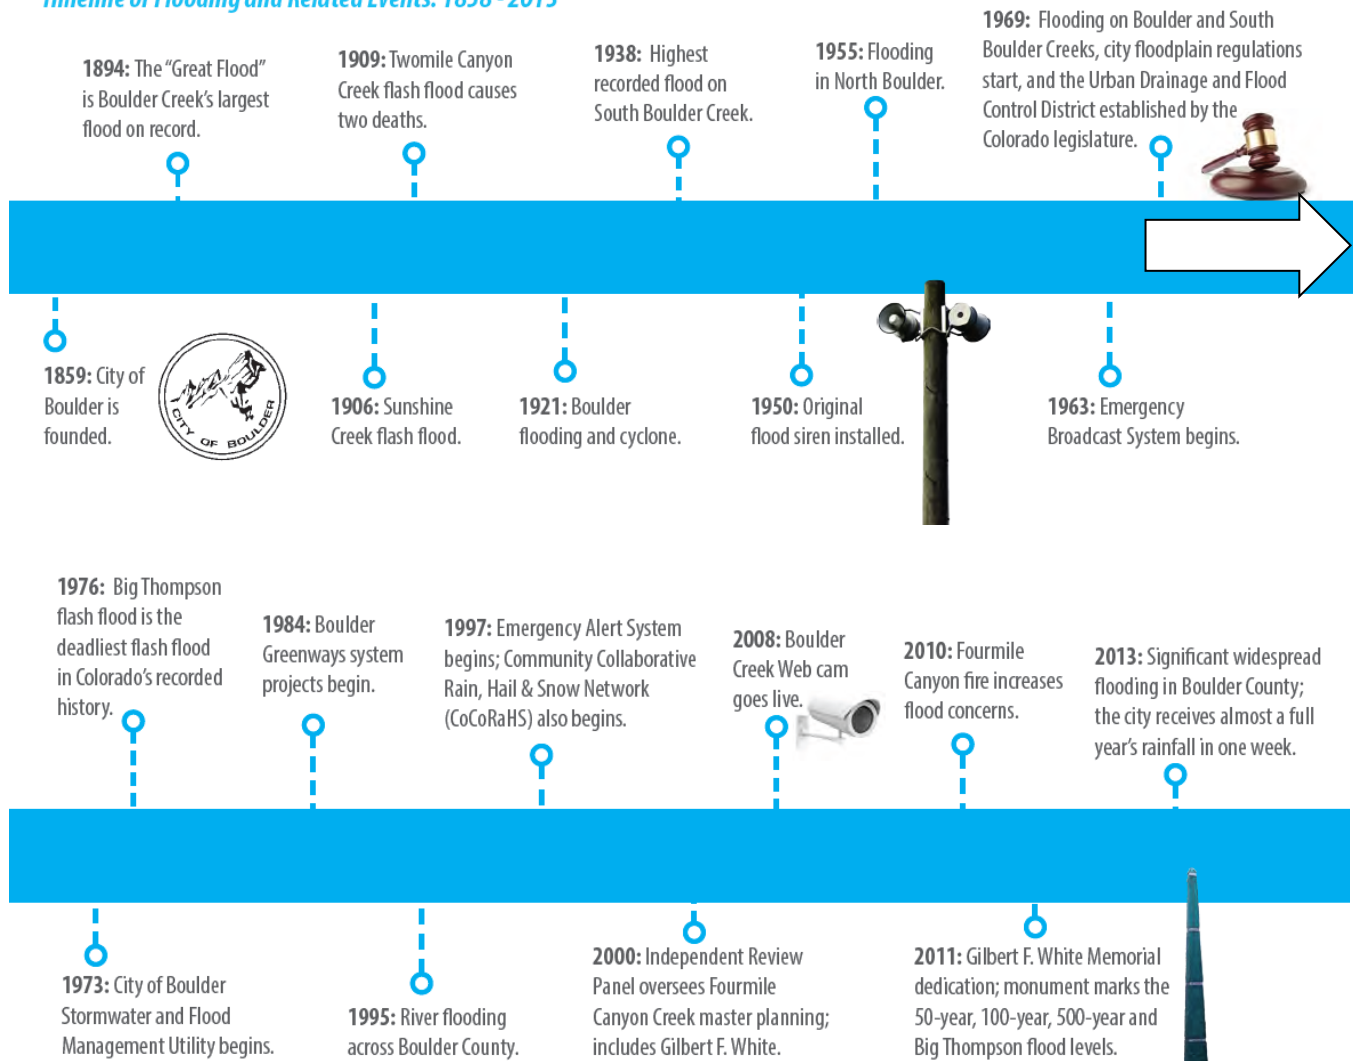 Timeline of Flooding and Related Events: 1858 - 2013
1894: The “Great Flood”
is Boulder Creek’s largest
flood on record.
1909: Twomile Canyon
Creek flash flood causes
two deaths.
1938: Highest
recorded flood on
South Boulder Creek.
1955: Flooding
in North Boulder.
1969: Flooding on Boulder and South
Boulder Creeks, city floodplain regulations
start, and the Urban Drainage and Flood
Control District established by the
Colorado legislature.
1859: City of
Boulder is
founded.
CITY OF BOULDER
1906: Sunshine
Creek flash flood.
1921: Boulder
flooding and cyclone.
1950: Original
flood siren installed.
1963: Emergency
Broadcast System begins.
1976: Big Thompson
flash flood is the
deadliest flash flood
in Colorado’s recorded
history.
1984: Boulder
Greenways system
projects begin.
1997: Emergency Alert System
begins; Community Collaborative
Rain, Hail & Snow Network
(CoCoRaHS) also begins.
2008: Boulder
Creek Web cam
goes live.
2010: Fourmile
Canyon fire increases
flood concerns.
2013: Significant widespread
flooding in Boulder County;
the city receives almost a full
year’s rainfall in one week.
1973: City of Boulder
Stormwater and Flood
Management Utility begins.
1995: River flooding
across Boulder County.
2000: Independent Review
Panel oversees Fourmile
Canyon Creek master planning;
includes Gilbert F. White.
2011: Gilbert F. White Memorial
dedication; monument marks the
50-year, 100-year, 500-year and
Big Thompson flood levels.